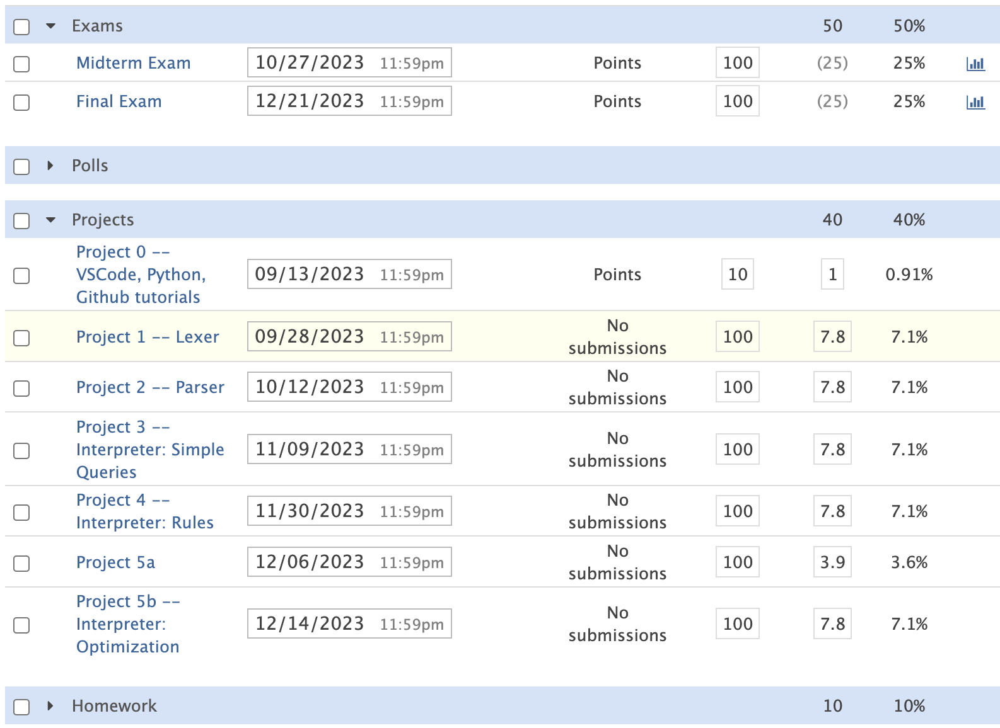 Exams 50 50%
Midterm Exam 10/27/2023 11:59pm Points 100 (25) 25%
Final Exam 12/21/2023 11:59pm Points 100 (25) 25%
Polls
Projects 40 40%
Project 0 --
VSCode, Python,
Github tutorials
09/13/2023 11:59pm Points 10 1 0.91%
Project 1 -- Lexer 09/28/2023 11:59pm
No
submissions
100 7.8 7.1%
Project 2 -- Parser 10/12/2023 11:59pm
No
submissions
100 7.8 7.1%
Project 3 --
Interpreter: Simple
Queries
11/09/2023 11:59pm
No
submissions
100 7.8 7.1%
Project 4 --
Interpreter: Rules
11/30/2023 11:59pm
No
submissions
100 7.8 7.1%
Project 5a 12/06/2023 11:59pm
No
submissions
100 3.9 3.6%
Project 5b --
Interpreter:
Optimization
12/14/2023 11:59pm
No
submissions
100 7.8 7.1%
Homework 10 10%